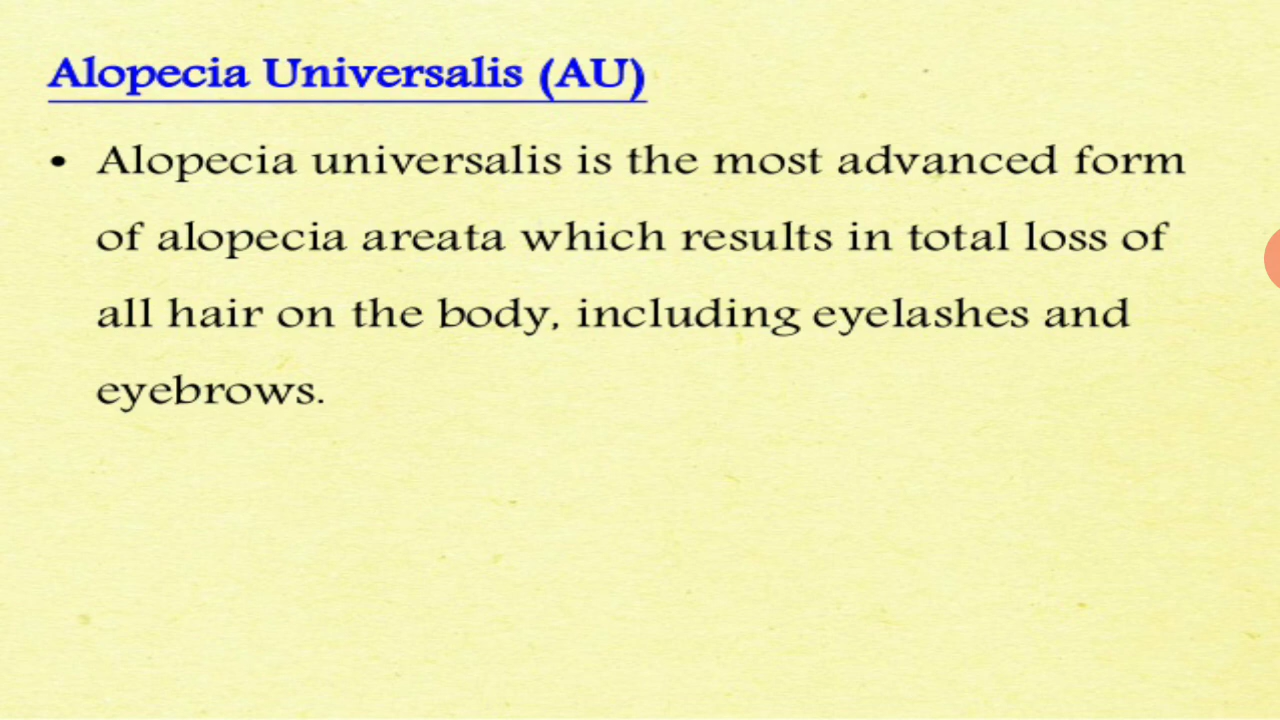 Alopecia Universalis (AU)
• Alopecia universalis is the most advanced form
of alopecia areata which results in total loss of
all hair on the body, including eyelashes and
eyebrows.